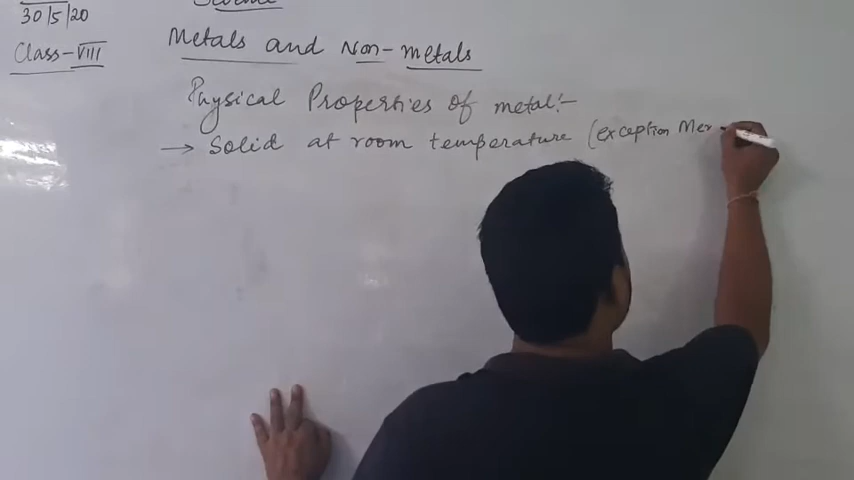 30/5/20
Class-VIII
Metals and Non-metals
Physical Properties of metal:-
→ Solid at room temperature (exception Mer